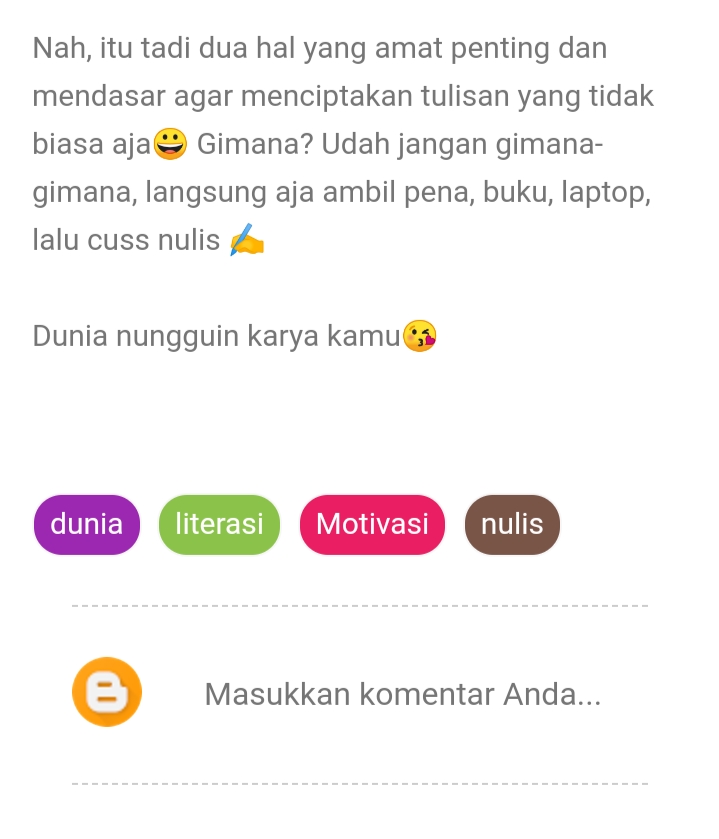 Nah, itu tadi dua hal yang amat penting dan
mendasar agar menciptakan tulisan yang tidak
biasa aja😀 Gimana? Udah jangan gimana-
gimana, langsung aja ambil pena, buku, laptop,
lalu cuss nulis ✍️
Dunia nungguin karya kamu😘
dunia literasi Motivasi nulis
Masukkan komentar Anda...